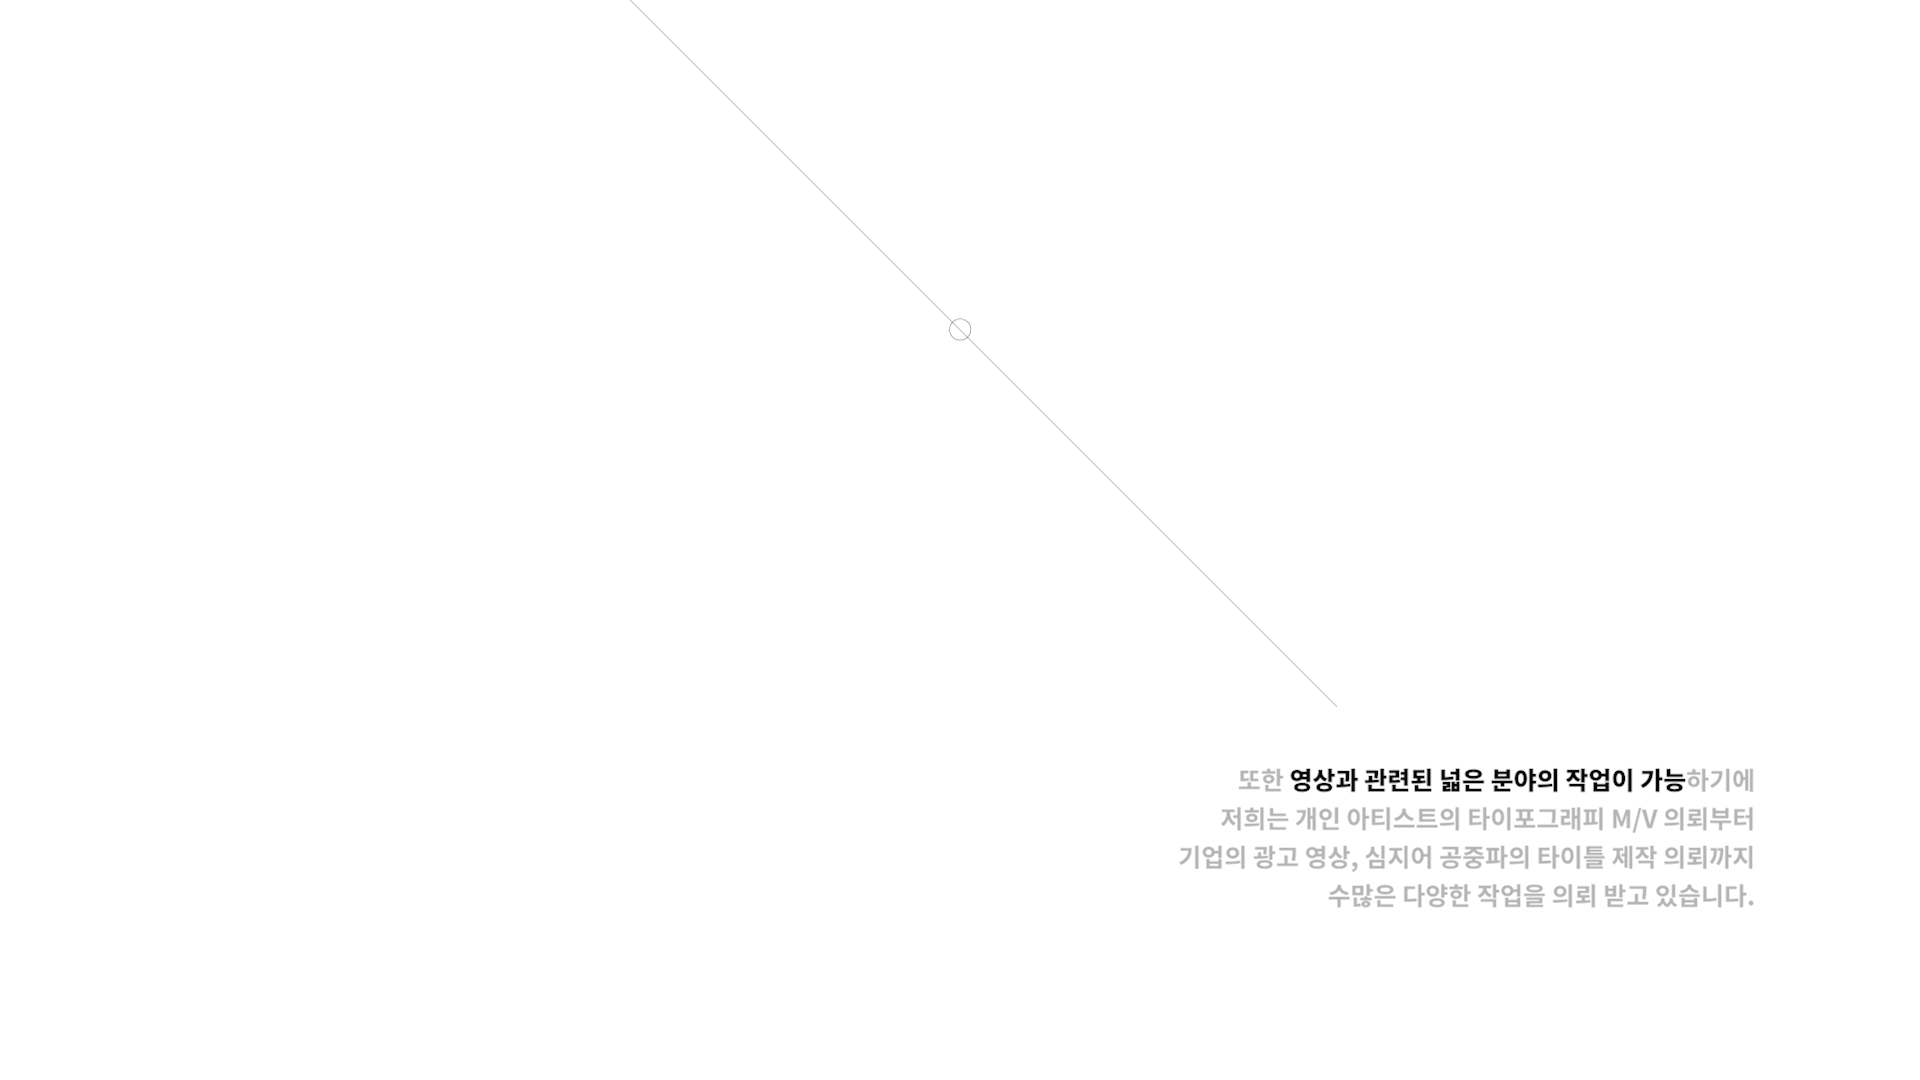 또한 영상과 관련된 넓은 분야의 작업이 가능하기에
저희는 개인 아티스트의 타이포그래피 M/V 의뢰부터
기업의 광고 영상, 심지어 공중파의 타이틀 제작 의뢰까지
수많은 다양한 작업을 의뢰 받고 있습니다.